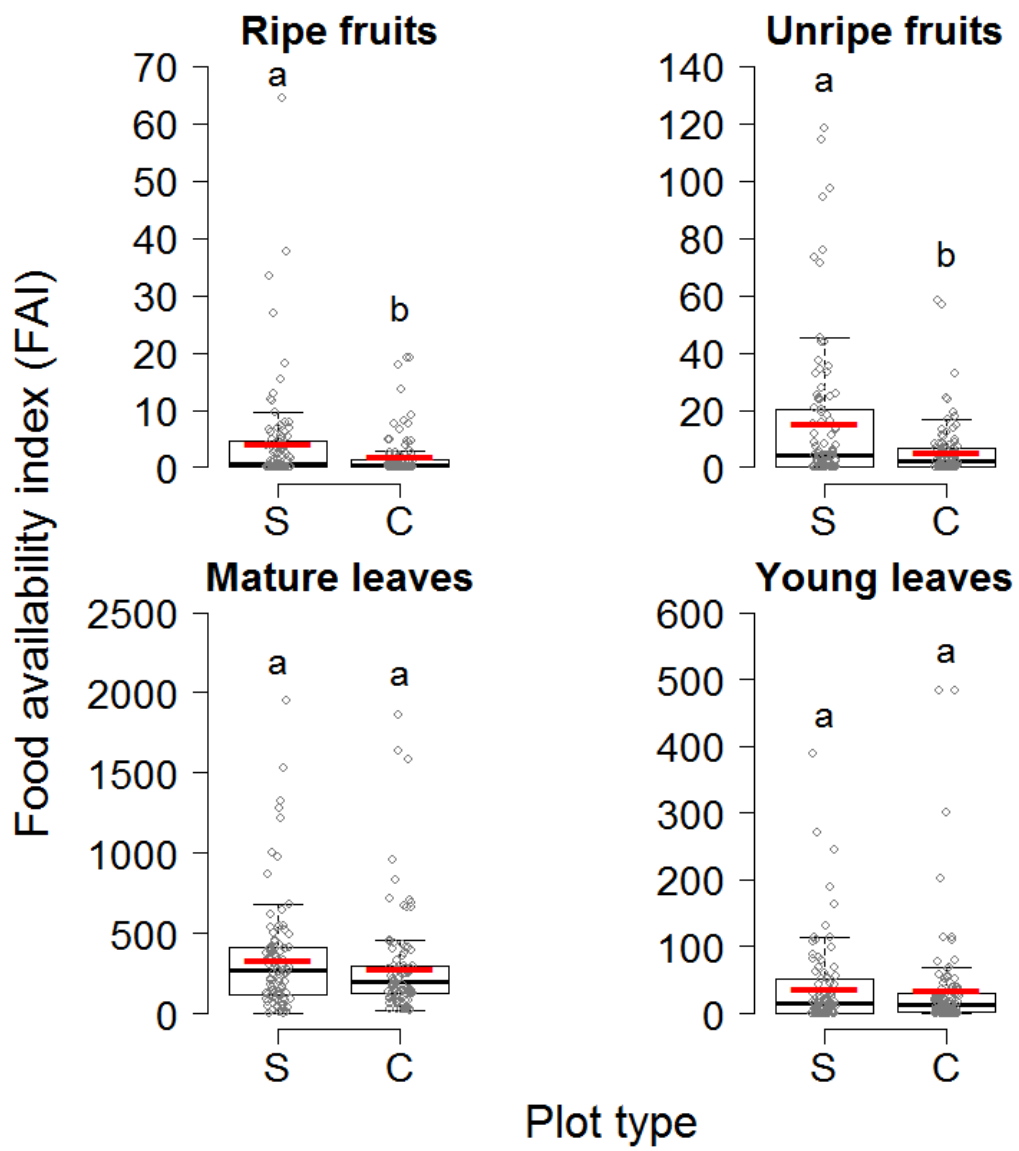 Ripe fruits
Unripe fruits
70
60
50
40
30
20
10
0
a
b
S
C
140
120
100
80
60
40
20
0
a
b
S
C
Mature leaves
Young leaves
2500
2000
1500
1000
500
0
a
a
S
C
600
500
400
300
200
100
0
a
a
S
C
Food availability index (FAI)
Plot type